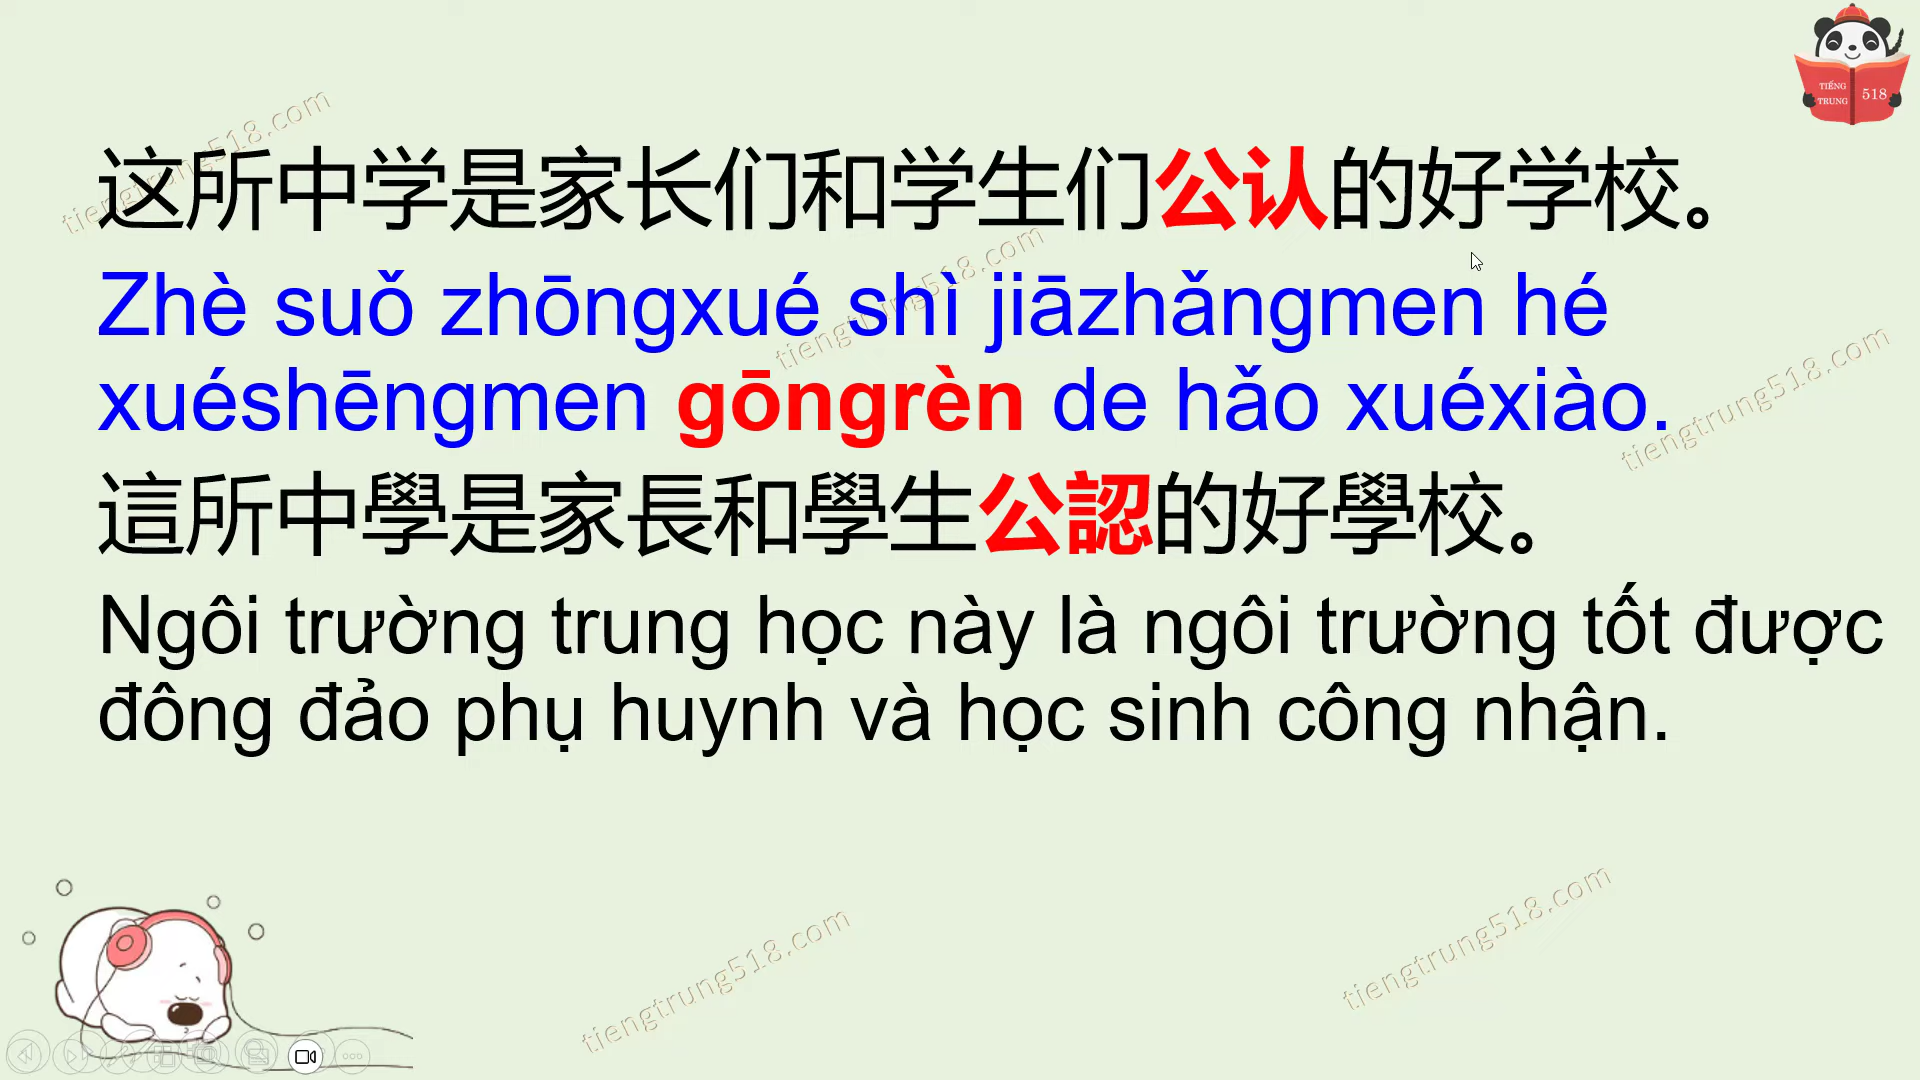 TIẾNG
TRUNG
518
这所中学是家长们和学生们公认的好学校。
Zhè suǒ zhōngxué shì jiāzhǎngmen hé
xuéshēngmen gōngrèn de hǎo xuéxiào.
這所中學是家長和學生公認的好學校。
Ngôi trường trung học này là ngôi trường tốt được
đông đảo phụ huynh và học sinh công nhận.
tiengtrung518.com
tiengtrung518.com
tiengtrung518.com
tiengtrung518.com
tiengtrung518.com